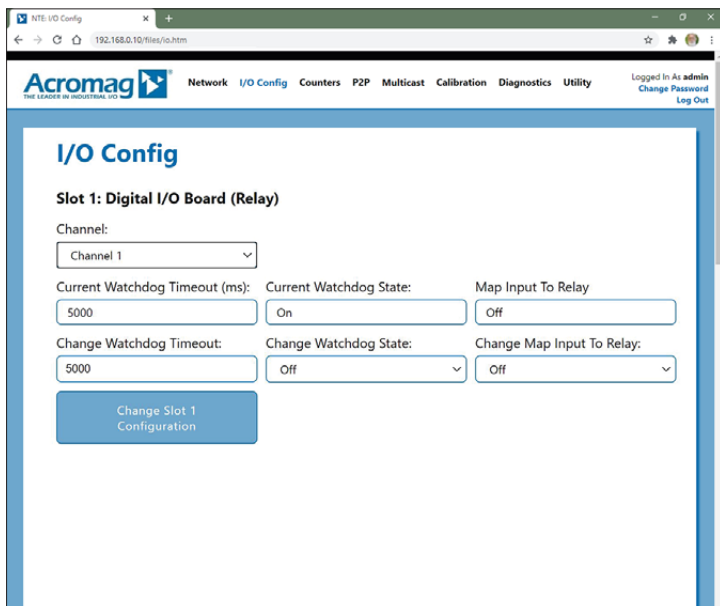 NTE: I/O Config
192.168.0.10/files/io.htm
Acromag
THE LEADER IN INDUSTRIAL I/O
Network I/O Config Counters P2P Multicast Calibration Diagnostics Utility
Logged In As admin
Change Password
Log Out
I/O Config
Slot 1: Digital I/O Board (Relay)
Channel:
Channel 1
Current Watchdog Timeout (ms): Current Watchdog State: Map Input To Relay
5000 On Off
Change Watchdog Timeout: Change Watchdog State: Change Map Input To Relay:
5000 Off Off
Change Slot 1
Configuration